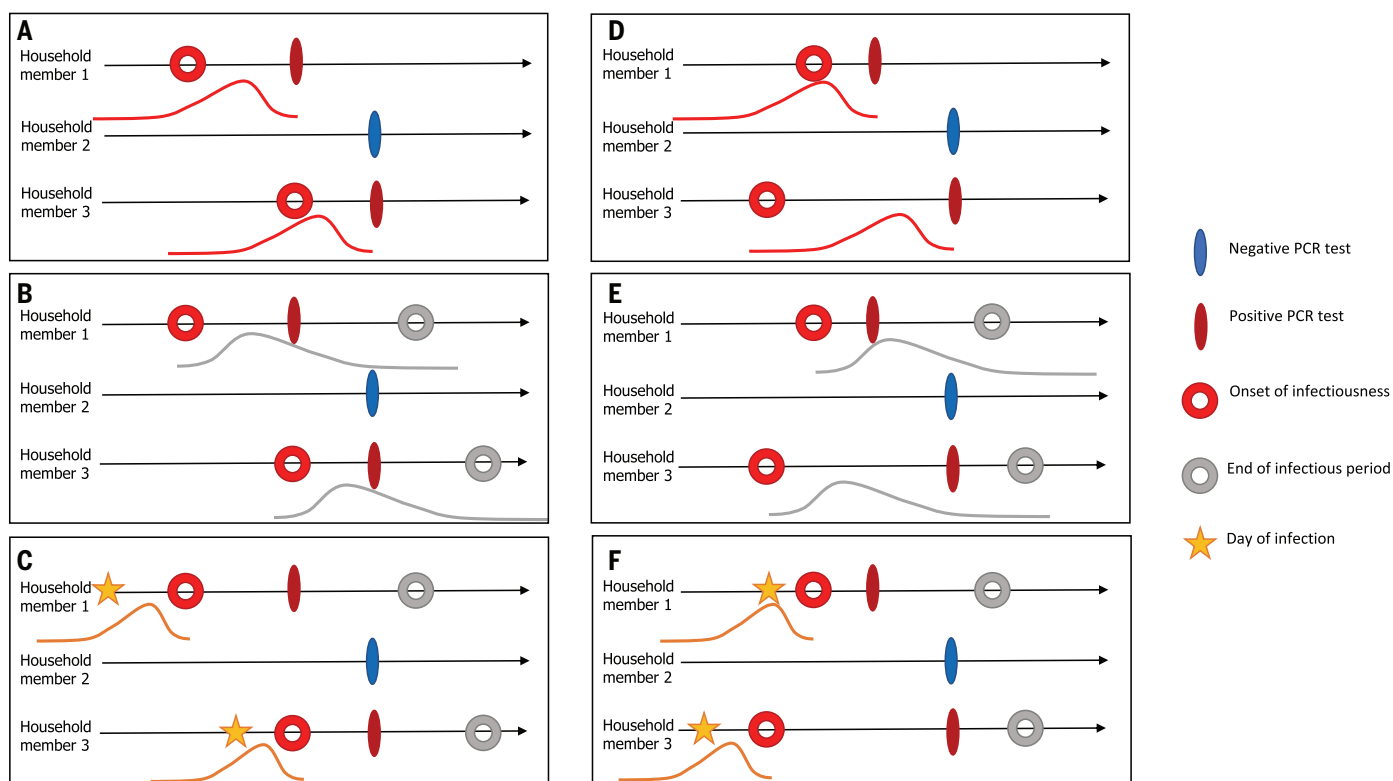 A
Household
member 1
Household
member 2
Household
member 3
B
Household
member 1
Household
member 2
Household
member 3
C
Household
member 1
Household
member 2
Household
member 3
D
Household
member 1
Household
member 2
Household
member 3
E
Household
member 1
Household
member 2
Household
member 3
F
Household
member 1
Household
member 2
Household
member 3
Negative PCR test
Positive PCR test
Onset of infectiousness
End of infectious period
Day of infection